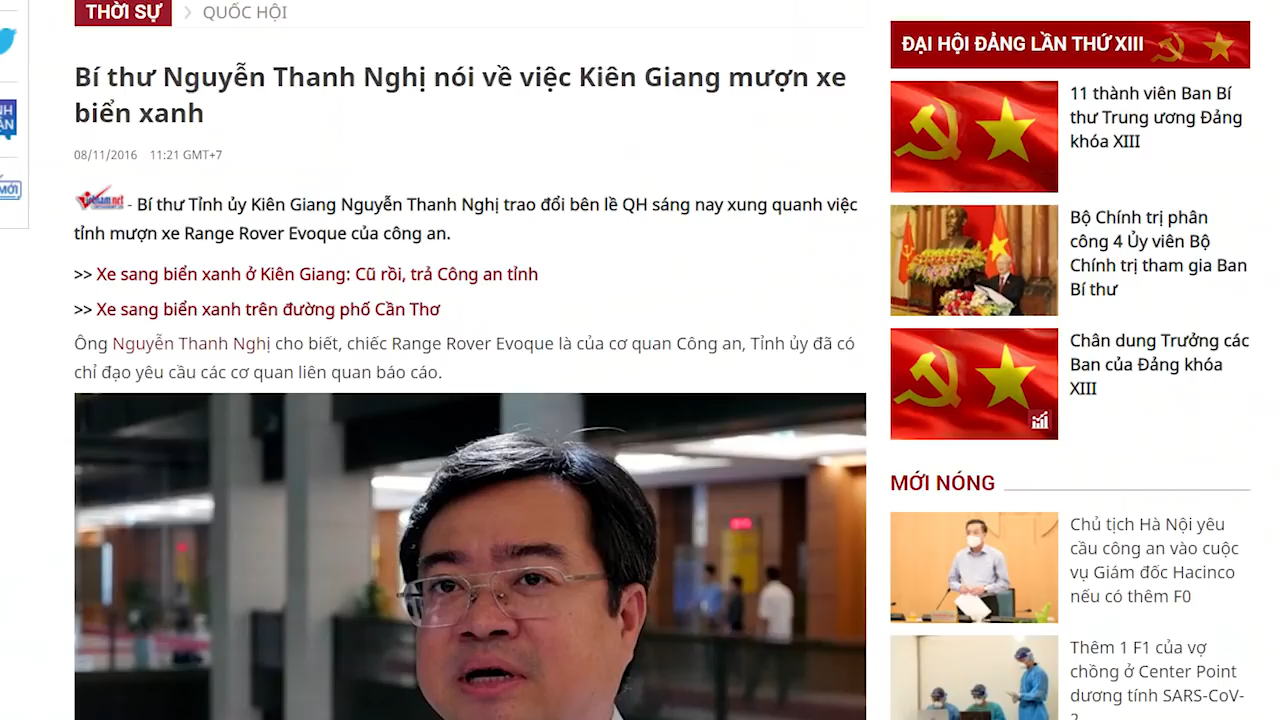 THỜI SỰ
QUỐC HỘI
Bí thư Nguyễn Thanh Nghị nói về việc Kiên Giang mượn xe
biển xanh
08/11/2016 11:21 GMT+7
- Bí thư Tỉnh ủy Kiên Giang Nguyễn Thanh Nghị trao đổi bên lề QH sáng nay xung quanh việc
tỉnh mượn xe Range Rover Evoque của công an.
>> Xe sang biển xanh ở Kiên Giang: Cũ rồi, trả Công an tỉnh
>> Xe sang biển xanh trên đường phố Cần Thơ
Ông Nguyễn Thanh Nghị cho biết, chiếc Range Rover Evoque là của cơ quan Công an, Tỉnh ủy đã có
chỉ đạo yêu cầu các cơ quan liên quan báo cáo.
ĐẠI HỘI ĐẢNG LẦN THỨ XIII
11 thành viên Ban Bí
thư Trung ương Đảng
khóa XIII
Bộ Chính trị phân
công 4 Ủy viên Bộ
Chính trị tham gia Ban
Bí thư
Chân dung Trưởng các
Ban của Đảng khóa
XIII
MỚI NÓNG
Chủ tịch Hà Nội yêu
cầu công an vào cuộc
vụ Giám đốc Hacinco
nếu có thêm F0
Thêm 1 F1 của vợ
chồng ở Center Point
dương tính SARS-CoV-
MỚI